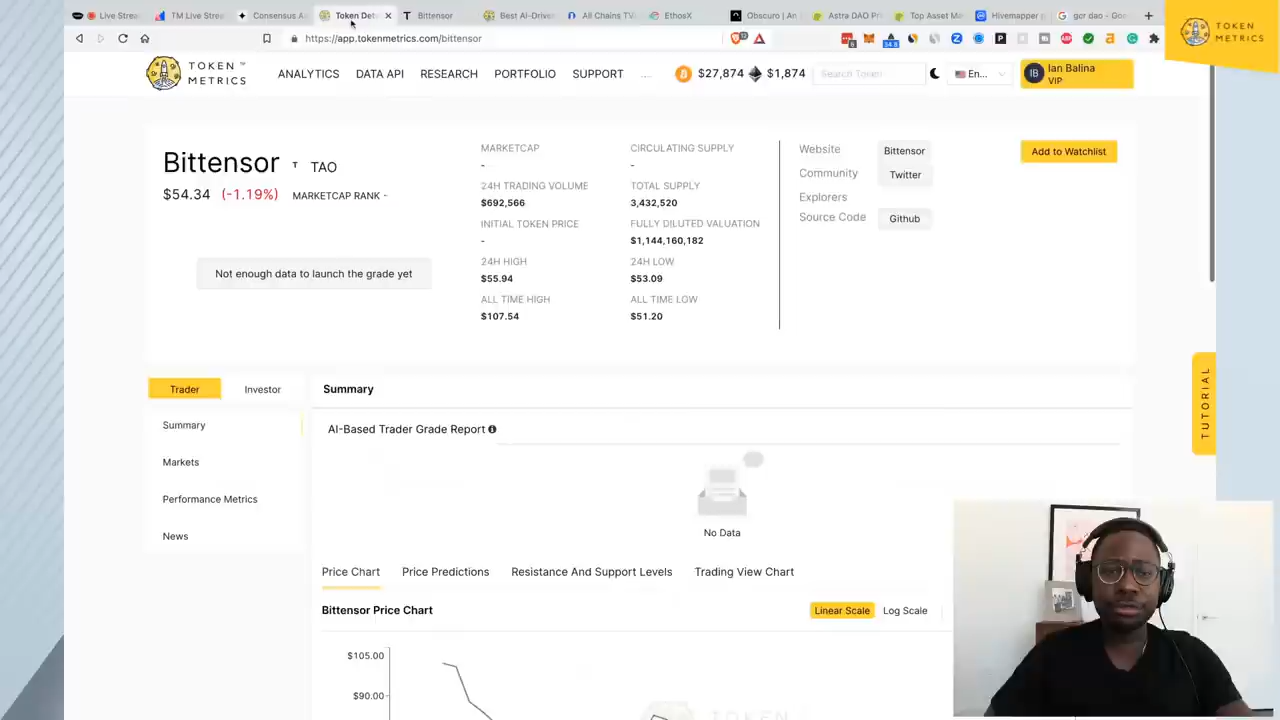 Live Stream
TM Live Strea
Consensus A
Token Det
Bittensor
Best AI-Driver
All Chains TV
EthosX
Obscuro | An
Astra DAO Pr
Top Asset Ma
Hivemapper
gcr dao - Goo
https://app.tokenmetrics.com/bittensor
TOKEN METRICS
TOKEN ™
METRICS
ANALYTICS
DATA API
RESEARCH
PORTFOLIO
SUPPORT
...
$27,874
$1,874
Search Token
En...
IB
Ian Balina
VIP
Bittensor T TAO
$54.34 (-1.19%) MARKETCAP RANK -
Not enough data to launch the grade yet
MARKETCAP
-
CIRCULATING SUPPLY
-
24H TRADING VOLUME
$692,566
TOTAL SUPPLY
3,432,520
INITIAL TOKEN PRICE
-
FULLY DILUTED VALUATION
$1,144,160,182
24H HIGH
$55.94
24H LOW
$53.09
ALL TIME HIGH
$107.54
ALL TIME LOW
$51.20
Website Bittensor
Community Twitter
Explorers
Source Code Github
Add to Watchlist
TUTORIAL
Trader
Investor
Summary
Markets
Performance Metrics
News
Summary
AI-Based Trader Grade Report
No Data
Price Chart
Price Predictions
Resistance And Support Levels
Trading View Chart
Bittensor Price Chart
Linear Scale
Log Scale
$105.00
$90.00